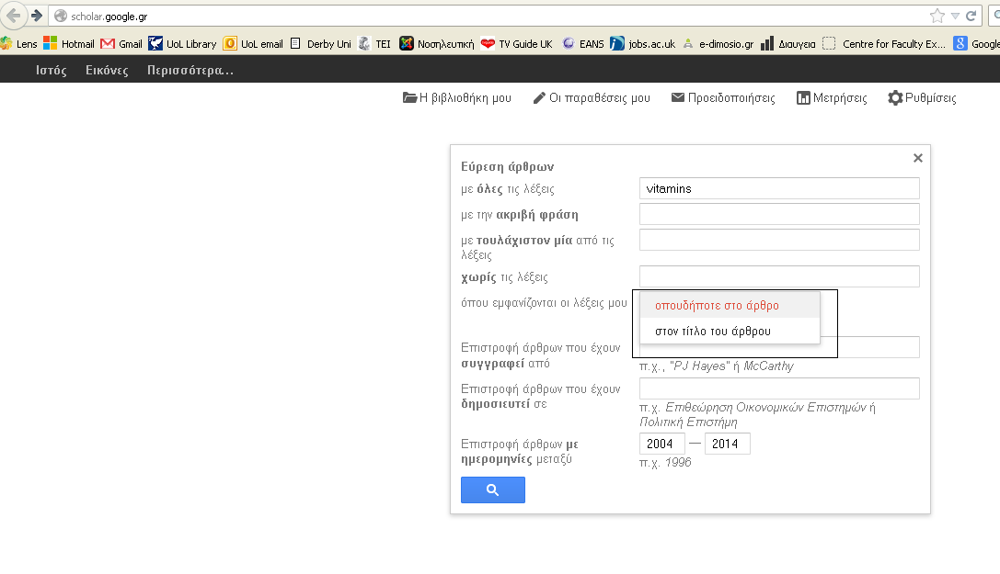 scholar.google.gr
Lens Hotmail Gmail UoL Library UoL email Derby Uni TEI Νοσηλευτική TV Guide UK EANS jobs.ac.uk e-dimosio.gr Διαυγεια Centre for Faculty Ex... Google
Ιστός Εικόνες Περισσότερα...
Η βιβλιοθήκη μου Οι παραθέσεις μου Προειδοποιήσεις Μετρήσεις Ρυθμίσεις
Εύρεση άρθρων
με όλες τις λέξεις vitamins
με την ακριβή φράση
με τουλάχιστον μία από τις
λέξεις
χωρίς τις λέξεις
όπου εμφανίζονται οι λέξεις μου οπουδήποτε στο άρθρο
στον τίτλο του άρθρου
Επιστροφή άρθρων που έχουν
συγγραφεί από
π.χ., "PJ Hayes" ή McCarthy
Επιστροφή άρθρων που έχουν
δημοσιευτεί σε
π.χ. Επιθεώρηση Οικονομικών Επιστημών ή
Πολιτική Επιστήμη
Επιστροφή άρθρων με
ημερομηνίες μεταξύ
2004 — 2014
π.χ. 1996